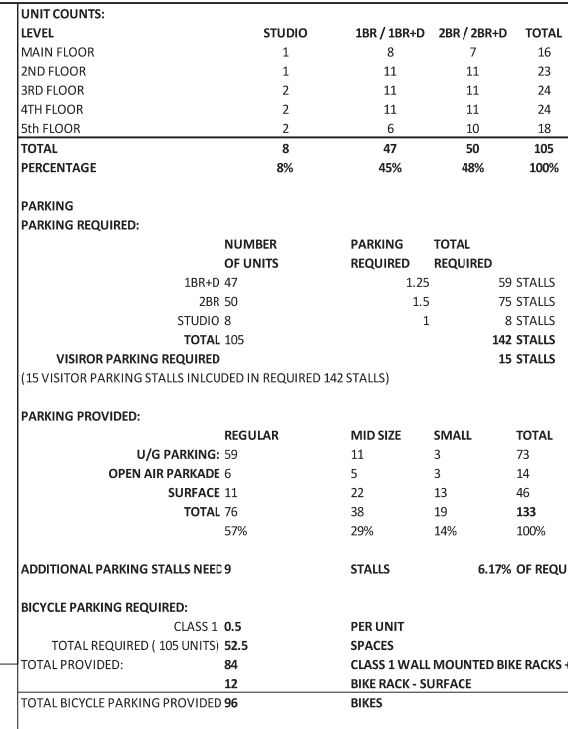 UNIT COUNTS:
LEVEL STUDIO 1BR / 1BR+D 2BR / 2BR+D TOTAL
MAIN FLOOR 1 8 7 16
2ND FLOOR 1 11 11 23
3RD FLOOR 2 11 11 24
4TH FLOOR 2 11 11 24
5th FLOOR 2 6 10 18
TOTAL 8 47 50 105
PERCENTAGE 8% 45% 48% 100%
PARKING
PARKING REQUIRED:
NUMBER PARKING TOTAL
OF UNITS REQUIRED REQUIRED
1BR+D 47 1.25 59 STALLS
2BR 50 1.5 75 STALLS
STUDIO 8 1 8 STALLS
TOTAL 105 142 STALLS
VISIROR PARKING REQUIRED 15 STALLS
(15 VISITOR PARKING STALLS INLCUDED IN REQUIRED 142 STALLS)
PARKING PROVIDED:
REGULAR MID SIZE SMALL TOTAL
U/G PARKING: 59 11 3 73
OPEN AIR PARKADE 6 5 3 14
SURFACE 11 22 13 46
TOTAL 76 38 19 133
57% 29% 14% 100%
ADDITIONAL PARKING STALLS NEED 9 STALLS 6.17% OF REQU
BICYCLE PARKING REQUIRED:
CLASS 1 0.5 PER UNIT
TOTAL REQUIRED ( 105 UNITS) 52.5 SPACES
TOTAL PROVIDED: 84 CLASS 1 WALL MOUNTED BIKE RACKS +
12 BIKE RACK - SURFACE
TOTAL BICYCLE PARKING PROVIDED 96 BIKES